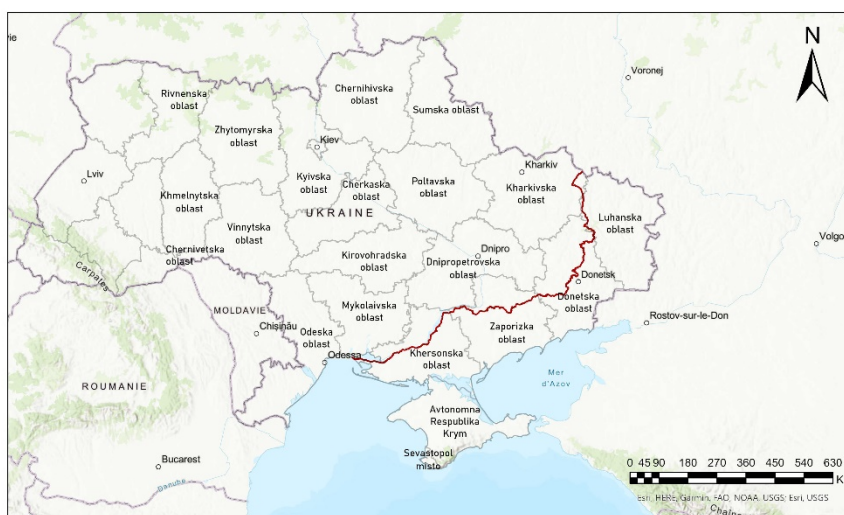 N
Voronej
Chernihivska
oblast
Rivnenska
oblast
Sumska oblast
Zhytomyrska
oblast
Kiev
Kharkiv
Lviv
Kyivska
oblast
Cherkaska
oblast
Poltavska
oblast
Kharkivska
oblast
Khmelnytska
oblast
Luhanska
oblast
Vinnytska
oblast
UKRAINE
Volgo
Chernivetska
oblast
Dnipro
Kirovohradska
oblast
Dnipropetrovska
oblast
Donetsk
Carpates
Donetska
oblast
MOLDAVIE
Mykolaivska
oblast
Rostov-sur-le-Don
Chișinău
Odeska
oblast
Zaporizka
oblast
Odessa
Khersonska
oblast
ROUMANIE
Mer
d'Azov
Avtonomna
Respublika
Krym
Sevastopol
misto
Bucarest
Danube
0 45 90 180 270 360 450 540 630
K
Esri, HERE, Garmin, FAO, NOAA, USGS; Esri, USGS